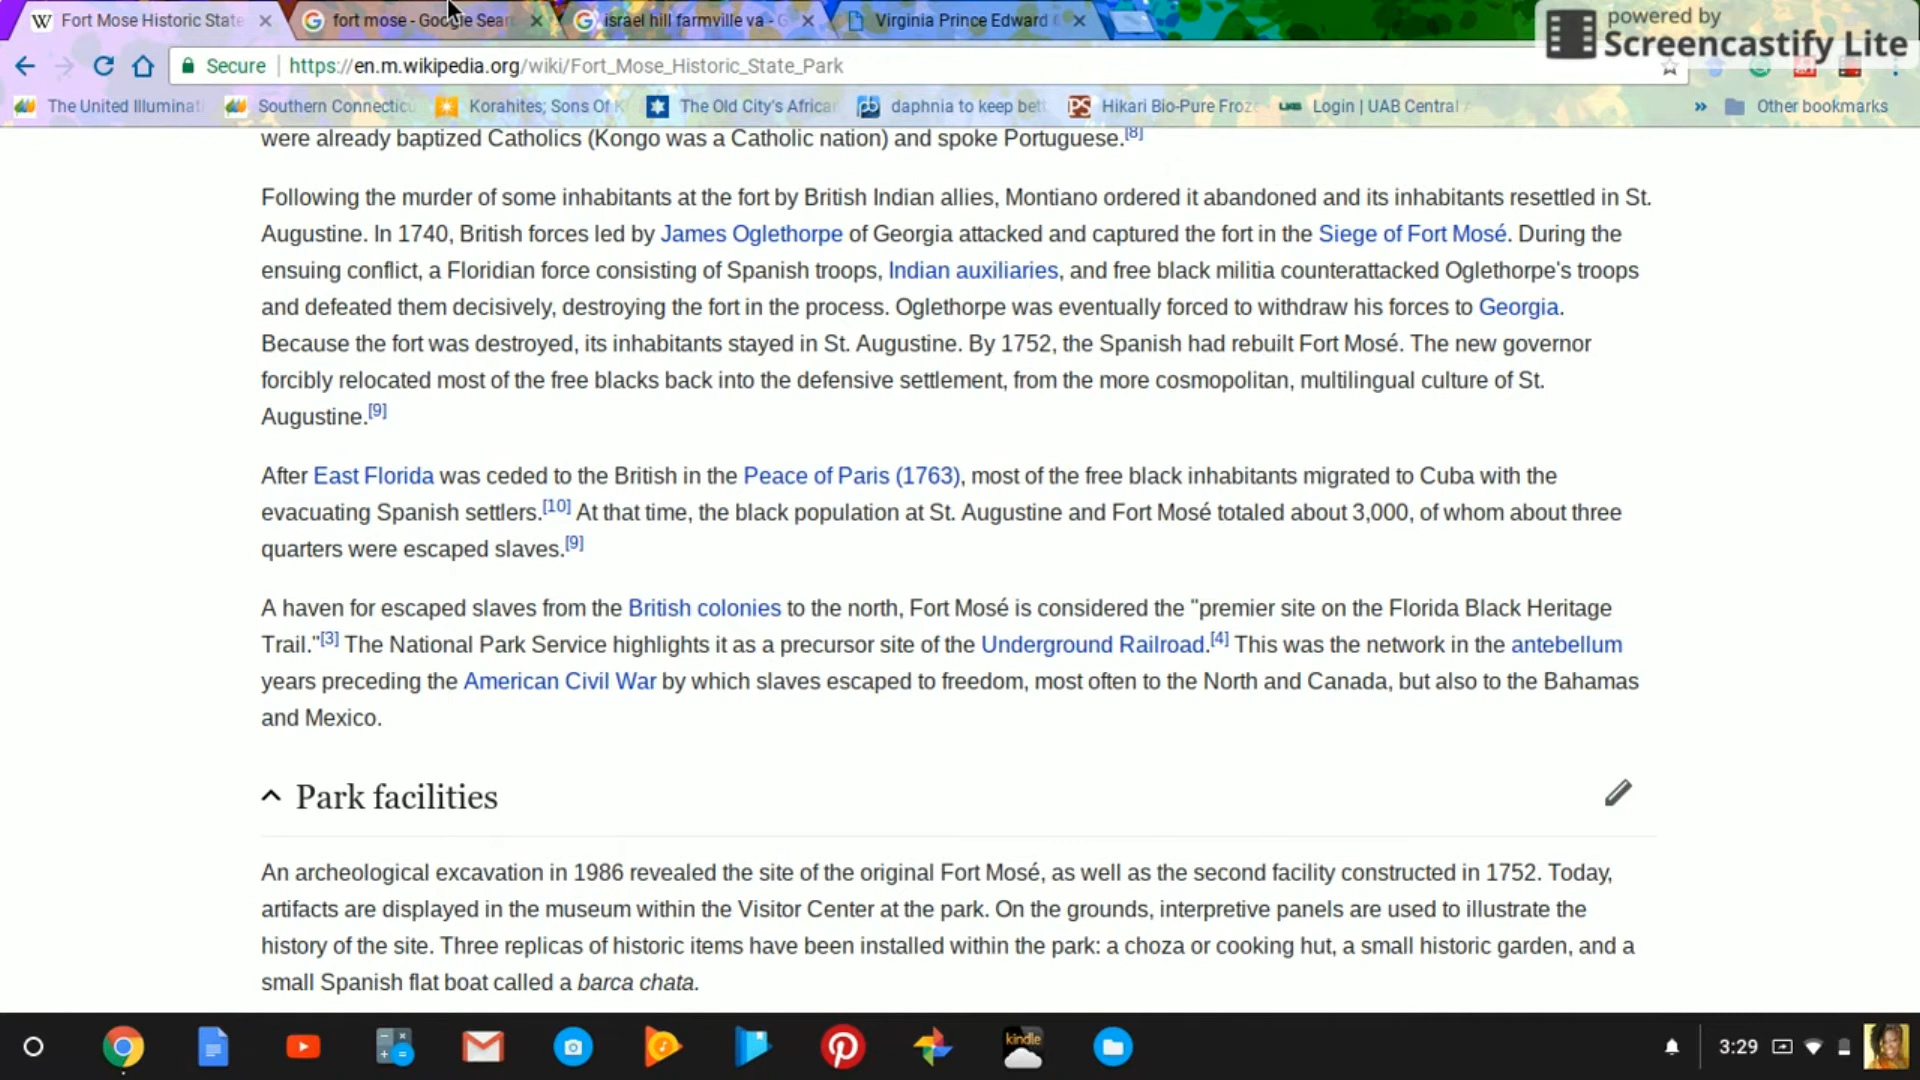 Fort Mose Historic State
fort mose - Google Sear
israel hill farmville va - G
Virginia Prince Edward
powered by
Screencastify Lite
Secure
https://en.m.wikipedia.org/wiki/Fort_Mose_Historic_State_Park
The United Illuminat
Southern Connectic
Korahites; Sons Of K
The Old City's Africa
daphnia to keep bett
Hikari Bio-Pure Froz
Login | UAB Central
» Other bookmarks
were already baptized Catholics (Kongo was a Catholic nation) and spoke Portuguese.[8]
Following the murder of some inhabitants at the fort by British Indian allies, Montiano ordered it abandoned and its inhabitants resettled in St.
Augustine. In 1740, British forces led by James Oglethorpe of Georgia attacked and captured the fort in the Siege of Fort Mosé. During the
ensuing conflict, a Floridian force consisting of Spanish troops, Indian auxiliaries, and free black militia counterattacked Oglethorpe's troops
and defeated them decisively, destroying the fort in the process. Oglethorpe was eventually forced to withdraw his forces to Georgia.
Because the fort was destroyed, its inhabitants stayed in St. Augustine. By 1752, the Spanish had rebuilt Fort Mosé. The new governor
forcibly relocated most of the free blacks back into the defensive settlement, from the more cosmopolitan, multilingual culture of St.
Augustine.[9]
After East Florida was ceded to the British in the Peace of Paris (1763), most of the free black inhabitants migrated to Cuba with the
evacuating Spanish settlers.[10] At that time, the black population at St. Augustine and Fort Mosé totaled about 3,000, of whom about three
quarters were escaped slaves.[9]
A haven for escaped slaves from the British colonies to the north, Fort Mosé is considered the "premier site on the Florida Black Heritage
Trail."[3] The National Park Service highlights it as a precursor site of the Underground Railroad.[4] This was the network in the antebellum
years preceding the American Civil War by which slaves escaped to freedom, most often to the North and Canada, but also to the Bahamas
and Mexico.
Park facilities
An archeological excavation in 1986 revealed the site of the original Fort Mosé, as well as the second facility constructed in 1752. Today,
artifacts are displayed in the museum within the Visitor Center at the park. On the grounds, interpretive panels are used to illustrate the
history of the site. Three replicas of historic items have been installed within the park: a choza or cooking hut, a small historic garden, and a
small Spanish flat boat called a barca chata.
kindle
3:29